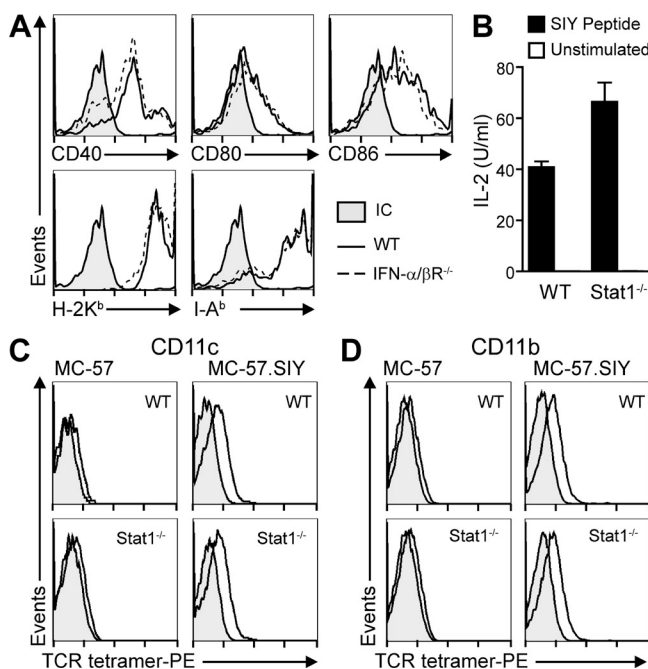 A
Events
CD40
CD80
CD86
Events
H-2Kᵇ
I-Aᵇ
IC
WT
IFN-α/βR⁻/⁻
B
SIY Peptide
Unstimulated
IL-2 (U/ml)
80
60
40
20
0
WT
Stat1⁻/⁻
C
CD11c
MC-57
MC-57.SIY
WT
WT
Stat1⁻/⁻
Stat1⁻/⁻
Events
TCR tetramer-PE
D
CD11b
MC-57
MC-57.SIY
WT
WT
Stat1⁻/⁻
Stat1⁻/⁻
Events
TCR tetramer-PE